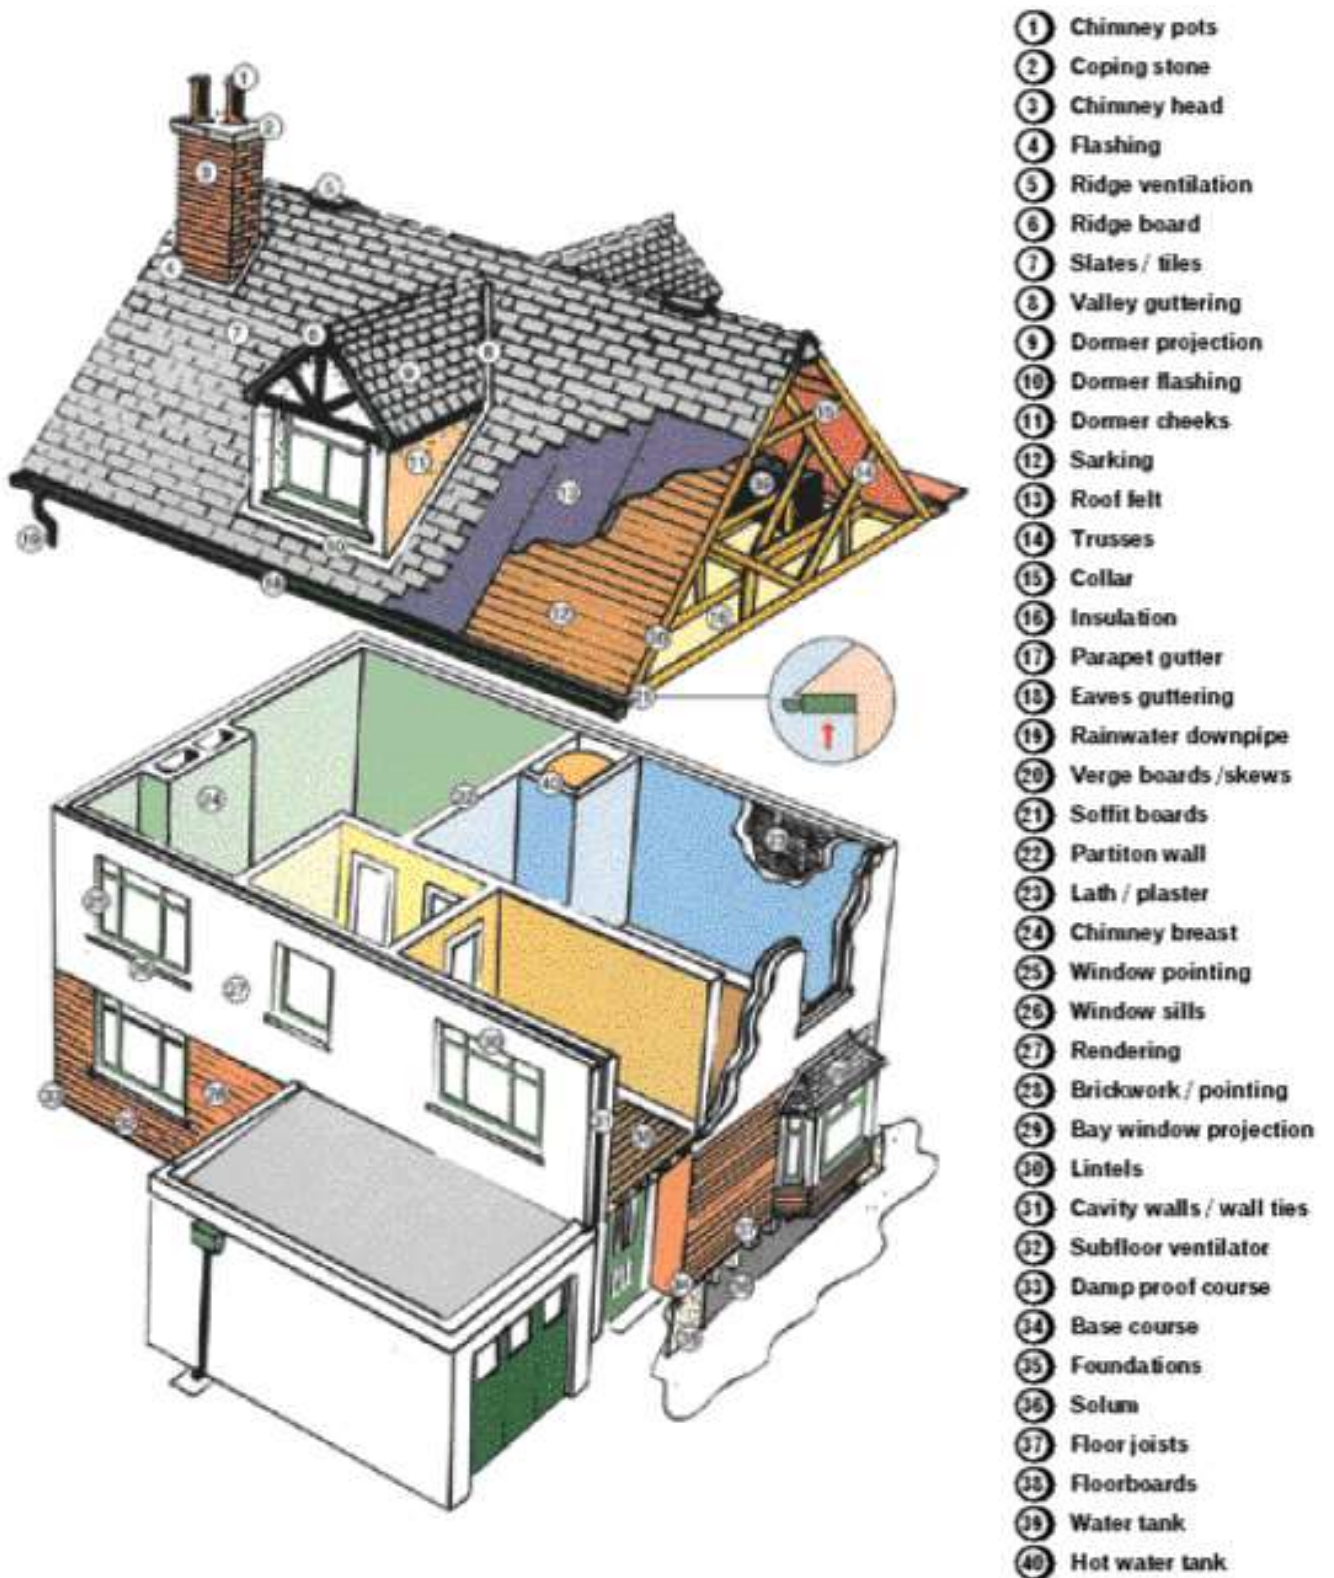 1 Chimney pots
2 Coping stone
3 Chimney head
4 Flashing
5 Ridge ventilation
6 Ridge board
7 Slates / tiles
8 Valley guttering
9 Dormer projection
10 Dormer flashing
11 Dormer cheeks
12 Sarking
13 Roof felt
14 Trusses
15 Collar
16 Insulation
17 Parapet gutter
18 Eaves guttering
19 Rainwater downpipe
20 Verge boards /skews
21 Soffit boards
22 Partiton wall
23 Lath / plaster
24 Chimney breast
25 Window pointing
26 Window sills
27 Rendering
28 Brickwork / pointing
29 Bay window projection
30 Lintels
31 Cavity walls / wall ties
32 Subfloor ventilator
33 Damp proof course
34 Base course
35 Foundations
36 Solum
37 Floor joists
38 Floorboards
39 Water tank
40 Hot water tank